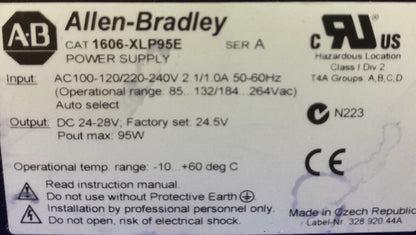 AB Allen-Bradley
CAT 1606-XLP95E SER A
POWER SUPPLY
Input: AC100-120/220-240V 2.1/1.0A 50-60Hz
(Operational range: 85...132/184...264Vac)
Auto select
Output: DC 24-28V; Factory set: 24.5V
Pout max: 95W
Operational temp. range: -10...+60 deg C
Read instruction manual.
Do not use without Protective Earth
Installation by professional personnel only.
Do not open, risk of electrical shock.
C UR US
Hazardous Location
Class I Div 2
T4A Groups: A,B,C,D
N223
CE
Made in Czech Republic
Label-Nr. 328 920.44A